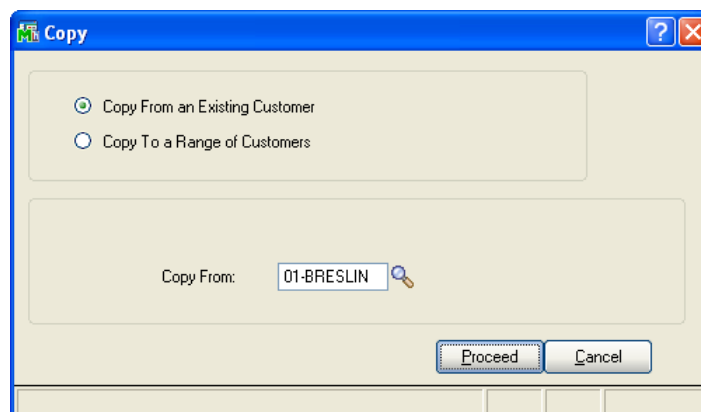 Copy
Copy From an Existing Customer
Copy To a Range of Customers
Copy From: 01-BRESLIN
Proceed Cancel